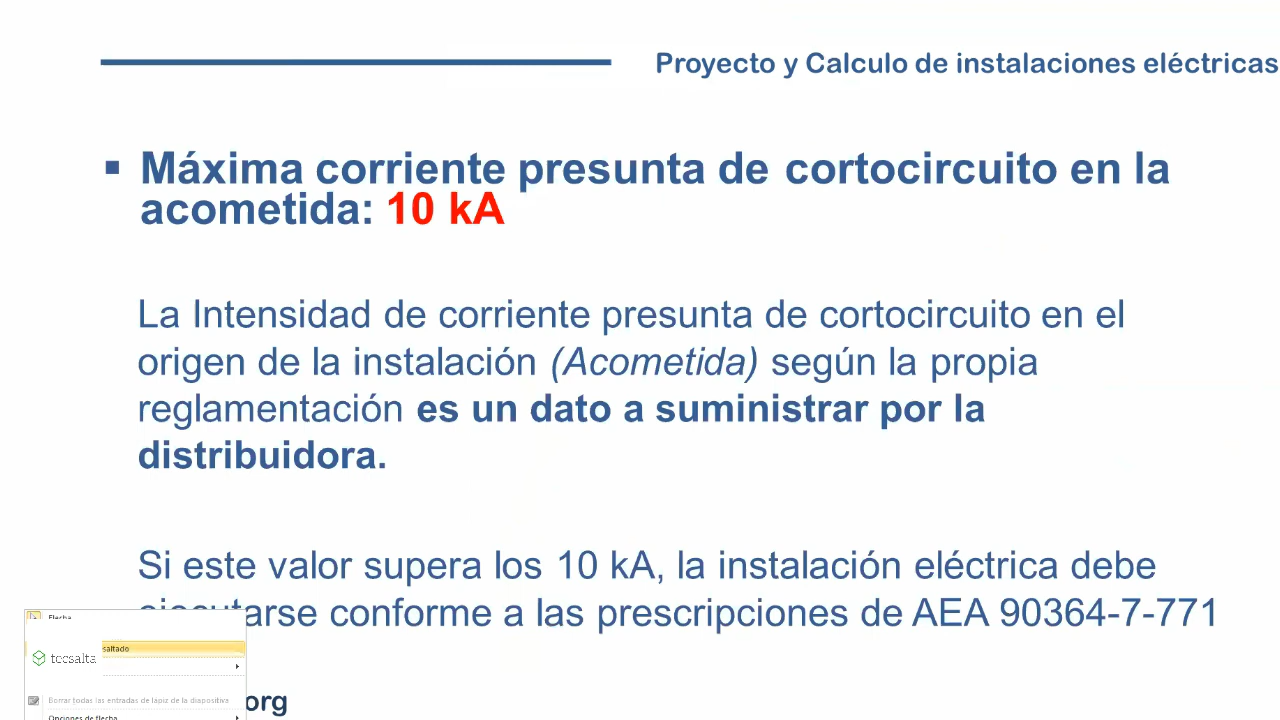 Proyecto y Calculo de instalaciones eléctricas
▪ Máxima corriente presunta de cortocircuito en la
acometida: 10 kA
La Intensidad de corriente presunta de cortocircuito en el
origen de la instalación (Acometida) según la propia
reglamentación es un dato a suministrar por la
distribuidora.
Si este valor supera los 10 kA, la instalación eléctrica debe
ejecutarse conforme a las prescripciones de AEA 90364-7-771
Flecha
saltado
tecsalta
Borrar todas las entradas de lápiz de la diapositiva
org
Opciones de flecha